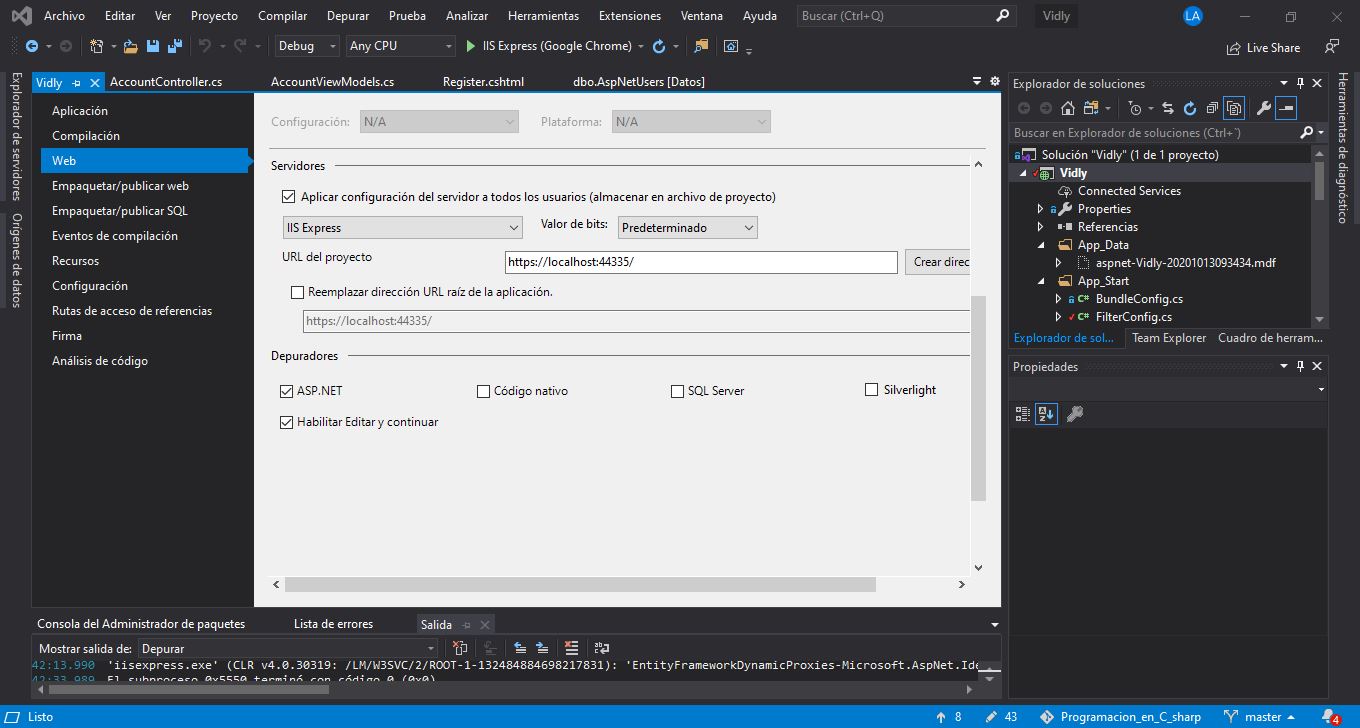 Archivo Editar Ver Proyecto Compilar Depurar Prueba Analizar Herramientas Extensiones Ventana Ayuda Buscar (Ctrl+Q) Vidly LA
Debug Any CPU IIS Express (Google Chrome) Live Share
Explorador de servidores
Orígenes de datos
Vidly AccountController.cs AccountViewModels.cs Register.cshtml dbo.AspNetUsers [Datos]
Aplicación
Compilación
Web
Empaquetar/publicar web
Empaquetar/publicar SQL
Eventos de compilación
Recursos
Configuración
Rutas de acceso de referencias
Firma
Análisis de código
Configuración: N/A Plataforma: N/A
Servidores
Aplicar configuración del servidor a todos los usuarios (almacenar en archivo de proyecto)
IIS Express Valor de bits: Predeterminado
URL del proyecto https://localhost:44335/ Crear direc
Reemplazar dirección URL raíz de la aplicación.
https://localhost:44335/
Depuradores
ASP.NET Código nativo SQL Server Silverlight
Habilitar Editar y continuar
Explorador de soluciones
Buscar en Explorador de soluciones (Ctrl+´)
Solución "Vidly" (1 de 1 proyecto)
Vidly
Connected Services
Properties
Referencias
App_Data
aspnet-Vidly-20201013093434.mdf
App_Start
C# BundleConfig.cs
C# FilterConfig.cs
Explorador de sol... Team Explorer Cuadro de herram...
Propiedades
Herramientas de diagnóstico
Consola del Administrador de paquetes Lista de errores Salida
Mostrar salida de: Depurar
42:13.990 'iisexpress.exe' (CLR v4.0.30319: /LM/W3SVC/2/ROOT-1-132484884698217831): 'EntityFrameworkDynamicProxies-Microsoft.AspNet.Ide
42:33.989 El subproceso 0x5550 terminó con código 0 (0x0)
Listo 8 43 Programacion_en_C_sharp master 4